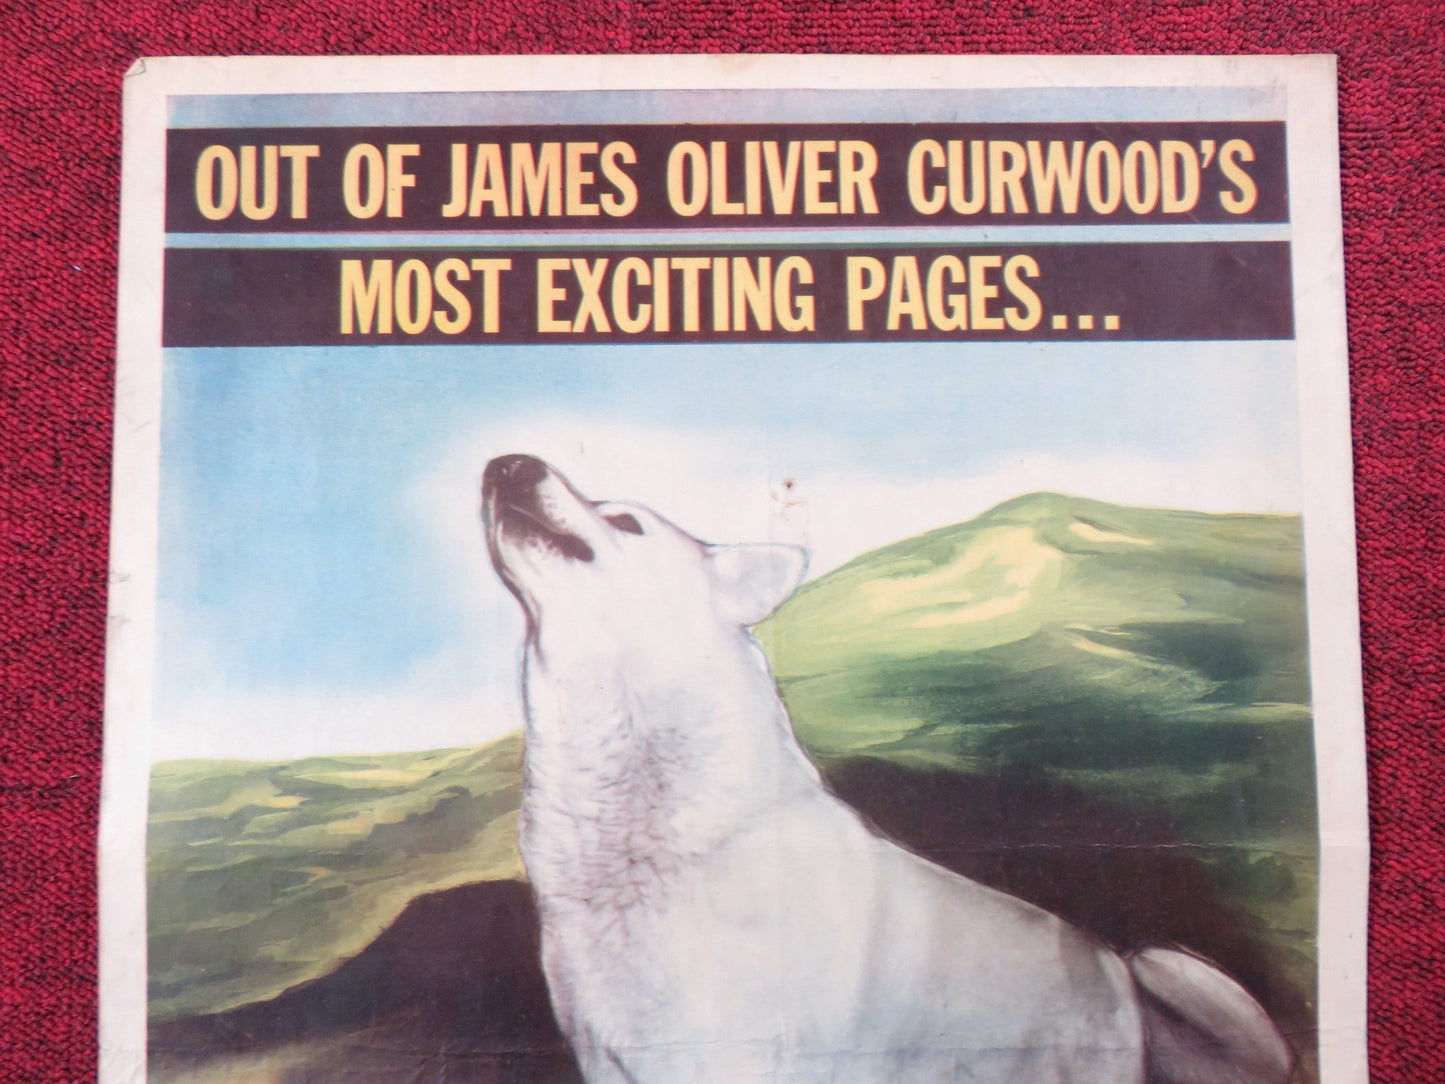 OUT OF JAMES OLIVER CURWOOD'S
MOST EXCITING PAGES...